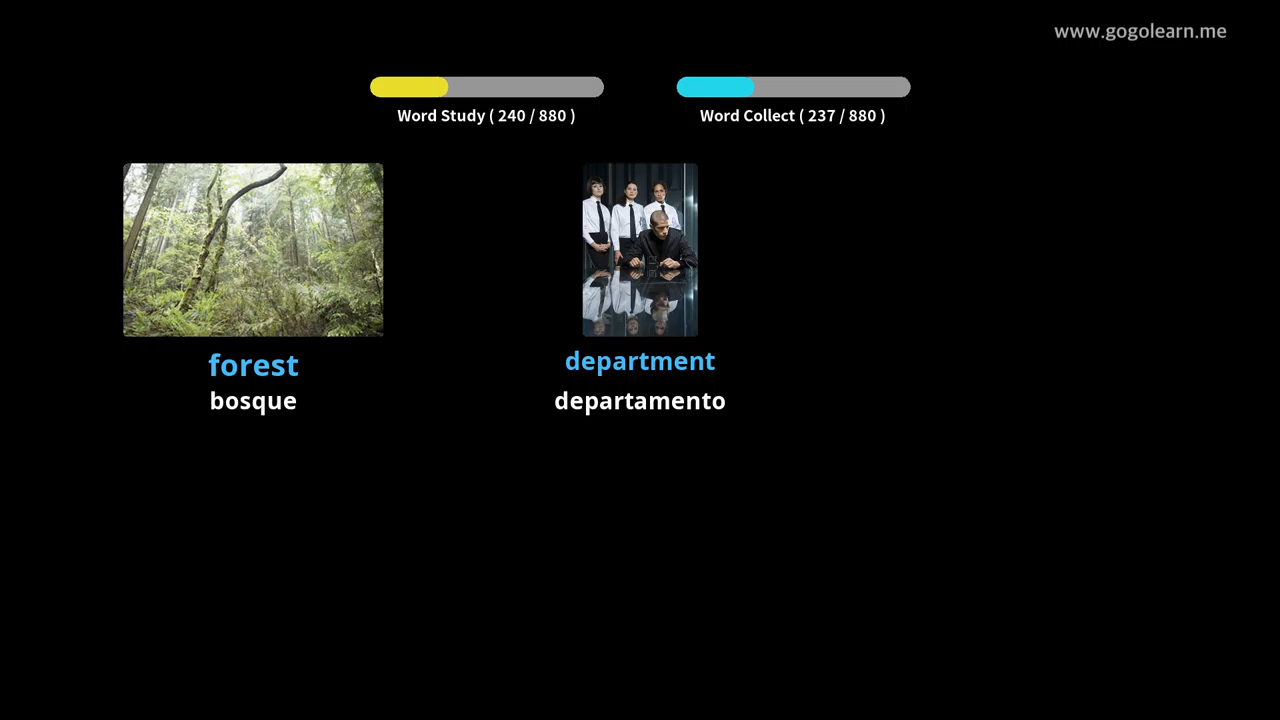 www.gogolearn.me
Word Study ( 240 / 880 )
Word Collect ( 237 / 880 )
forest
bosque
department
departamento